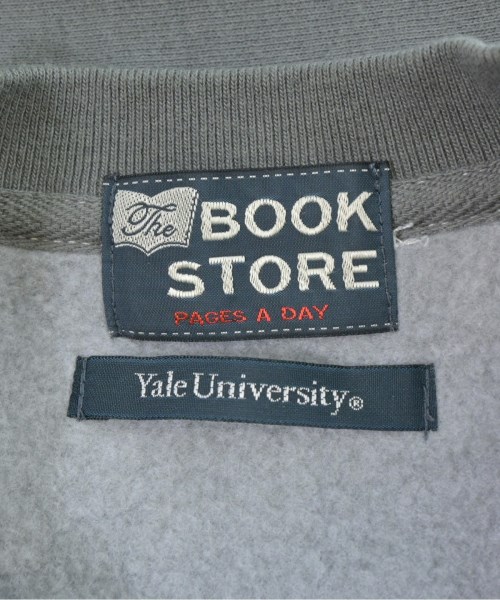 The BOOK
STORE
PAGES A DAY
Yale University®